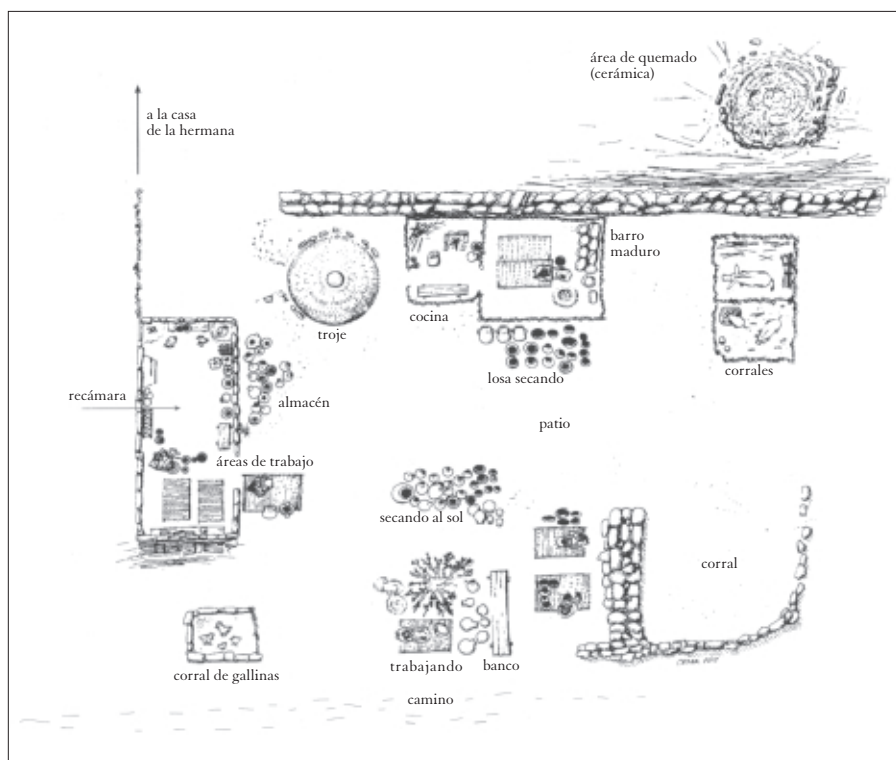 área de quemado
(cerámica)
a la casa
de la hermana
barro
maduro
cocina
troje
losa secando
corrales
recámara
almacén
patio
áreas de trabajo
secando al sol
corral
corral de gallinas
trabajando
banco
camino